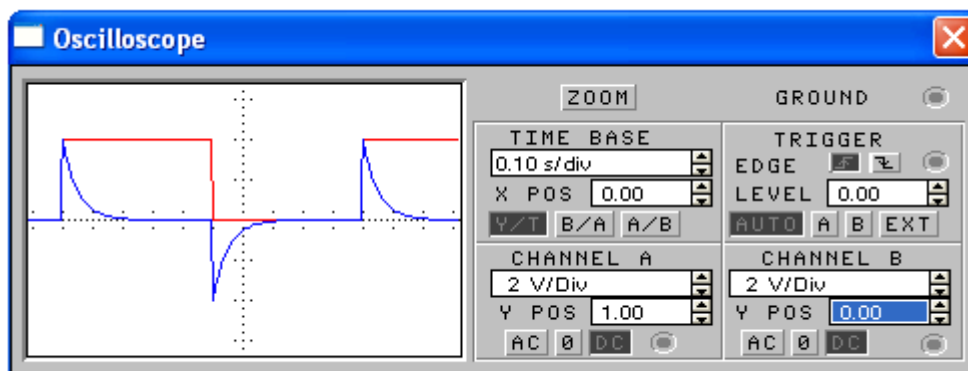 Oscilloscope
ZOOM GROUND
TIME BASE
0.10 s/div
X POS 0.00
Y/T B/A A/B
TRIGGER
EDGE
LEVEL 0.00
AUTO A B EXT
CHANNEL A
2 V/Div
Y POS 1.00
AC 0 DC
CHANNEL B
2 V/Div
Y POS 0.00
AC 0 DC